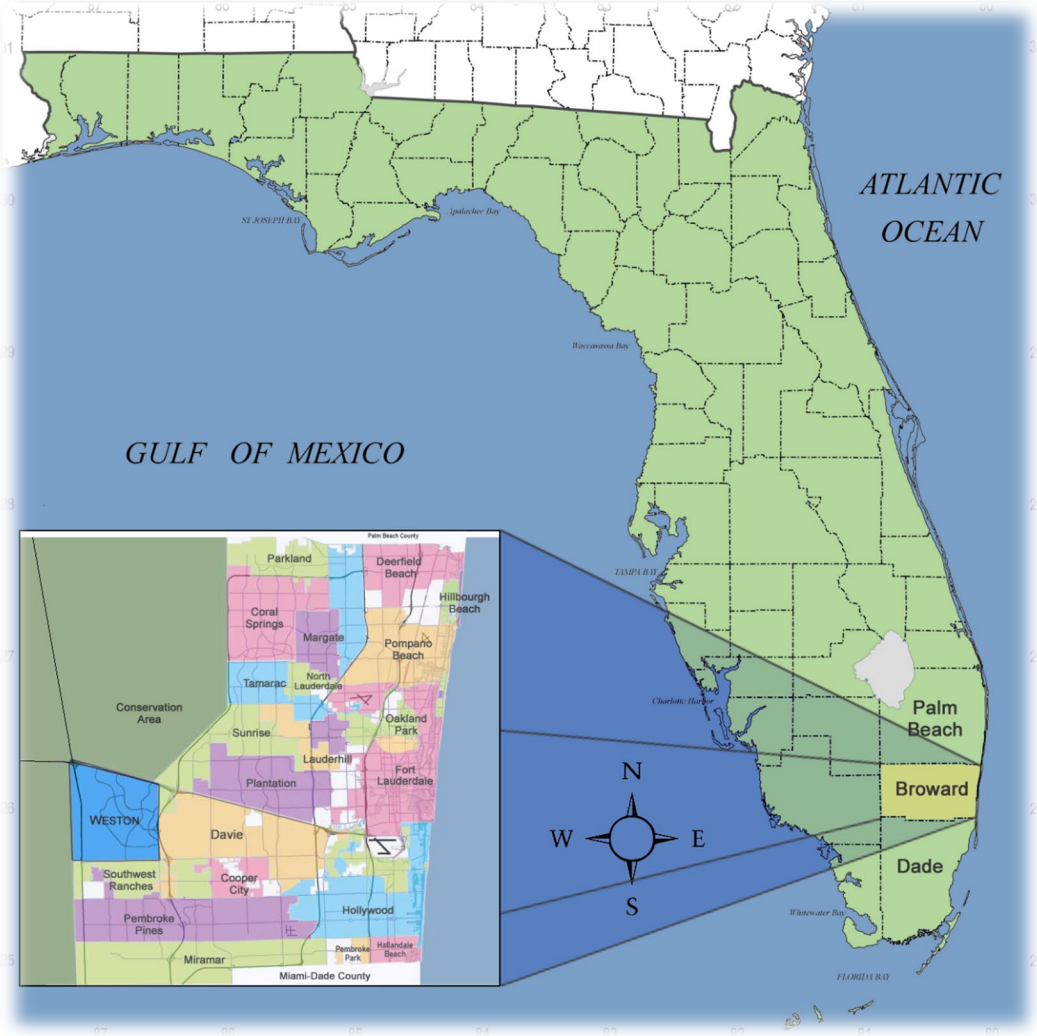 ATLANTIC
OCEAN
ST JOSEPH BAY
Apalachee Bay
Waccasassa Bay
GULF OF MEXICO
TAMPA BAY
Charlotte Harbor
Palm
Beach
Broward
Dade
Whitewater Bay
FLORIDA BAY
N
W
E
S
Palm Beach County
Parkland
Deerfield
Beach
Hillbourgh
Beach
Coral
Springs
Margate
Pompano
Beach
Tamarac
North
Lauderdale
Conservation
Area
Sunrise
Oakland
Park
Lauderhill
Fort
Lauderdale
Plantation
WESTON
Davie
Southwest
Ranches
Cooper
City
Pembroke
Pines
Hollywood
Miramar
Pembroke
Park
Hallandale
Beach
Miami-Dade County